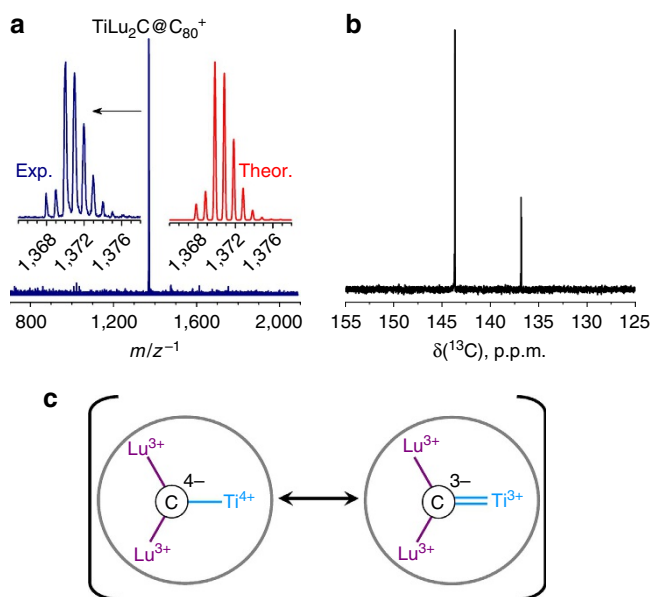 a
TiLu₂C@C₈₀⁺
Exp.
Theor.
1,368
1,372
1,376
1,368
1,372
1,376
800
1,200
1,600
2,000
m/z⁻¹
b
155
150
145
140
135
130
125
δ(¹³C), p.p.m.
c
Lu³⁺
4–
C
Ti⁴⁺
Lu³⁺
Lu³⁺
3–
C
Ti³⁺
Lu³⁺